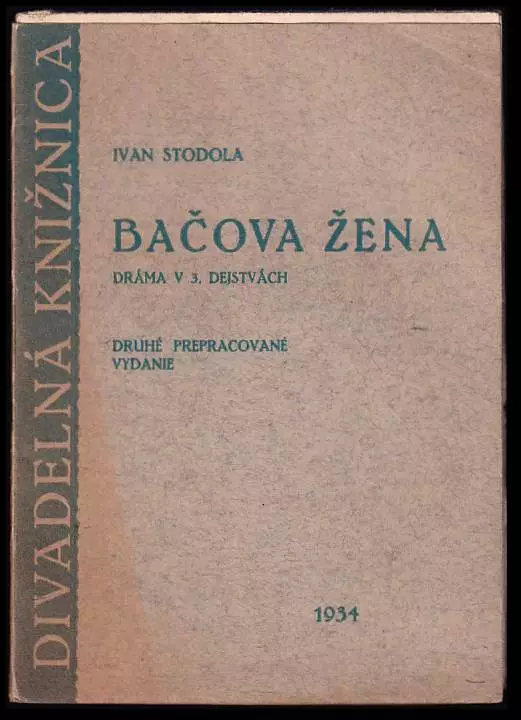 DIVADELNÁ KNIŽNICA
IVAN STODOLA
BAČOVA ŽENA
DRÁMA V 3. DEJSTVÁCH
DRUHÉ PREPRACOVANÉ
VYDANIE
1934